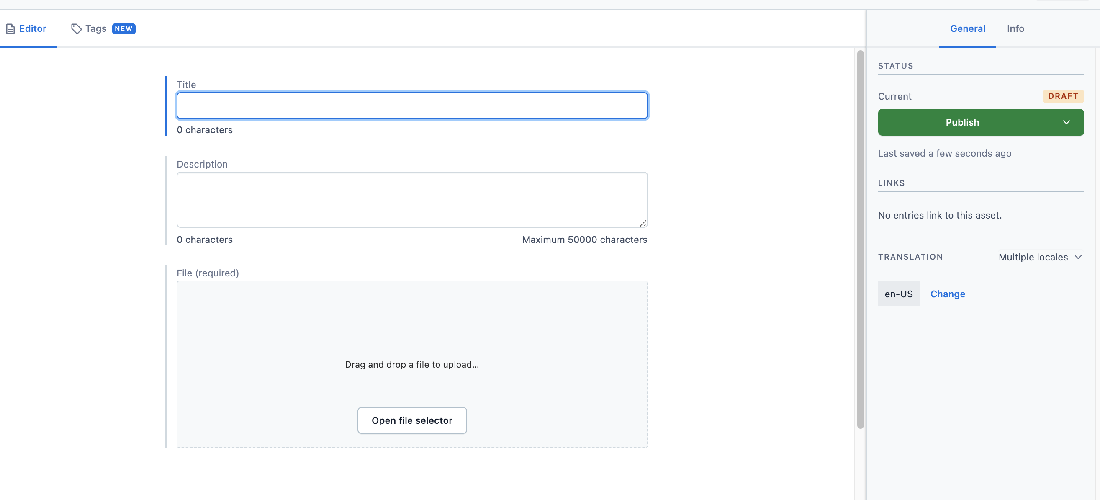 Editor
Tags NEW
Title
0 characters
Description
0 characters
Maximum 50000 characters
File (required)
Drag and drop a file to upload...
Open file selector
General
Info
STATUS
Current
DRAFT
Publish
Last saved a few seconds ago
LINKS
No entries link to this asset.
TRANSLATION
Multiple locales
en-US
Change